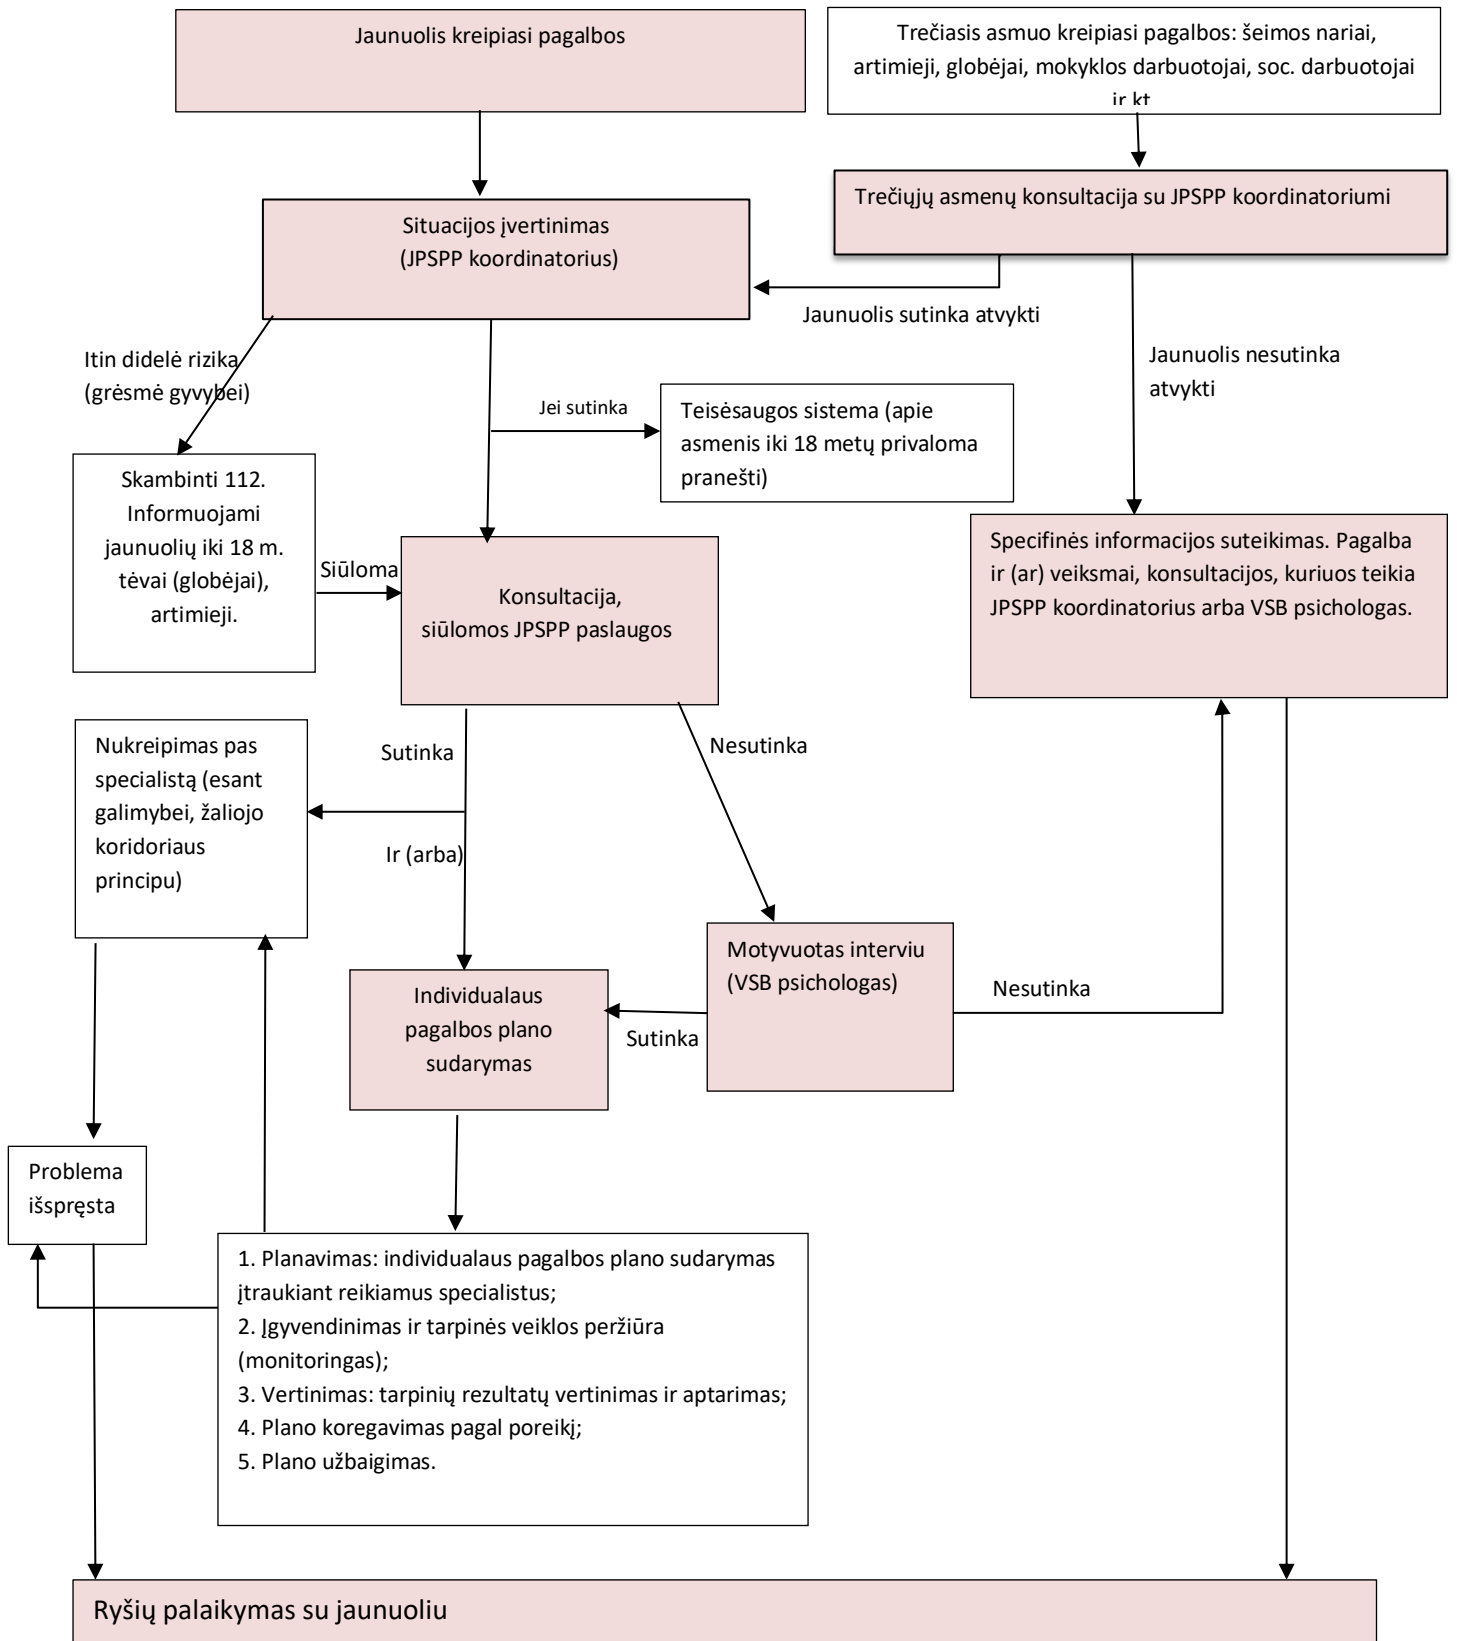 Jaunuolis kreipiasi pagalbos
Trečiasis asmuo kreipiasi pagalbos: šeimos nariai,
artimieji, globėjai, mokyklos darbuotojai, soc. darbuotojai
ir kt
Trečiųjų asmenų konsultacija su JPSPP koordinatoriumi
Situacijos įvertinimas
(JPSPP koordinatorius)
Jaunuolis sutinka atvykti
Itin didelė rizika
(grėsmė gyvybei)
Jaunuolis nesutinka
atvykti
Jei sutinka
Teisėsaugos sistema (apie
asmenis iki 18 metų privaloma
pranešti)
Skambinti 112.
Informuojami
jaunuolių iki 18 m.
tėvai (globėjai),
artimieji.
Siūloma
Konsultacija,
siūlomos JPSPP paslaugos
Specifinės informacijos suteikimas. Pagalba
ir (ar) veiksmai, konsultacijos, kuriuos teikia
JPSPP koordinatorius arba VSB psichologas.
Nukreipimas pas
specialistą (esant
galimybei, žaliojo
koridoriaus
principu)
Sutinka
Nesutinka
Ir (arba)
Motyvuotas interviu
(VSB psichologas)
Nesutinka
Individualaus
pagalbos plano
sudarymas
Sutinka
Problema
išspręsta
1. Planavimas: individualaus pagalbos plano sudarymas
įtraukiant reikiamus specialistus;
2. Įgyvendinimas ir tarpinės veiklos peržiūra
(monitoringas);
3. Vertinimas: tarpinių rezultatų vertinimas ir aptarimas;
4. Plano koregavimas pagal poreikį;
5. Plano užbaigimas.
Ryšių palaikymas su jaunuoliu